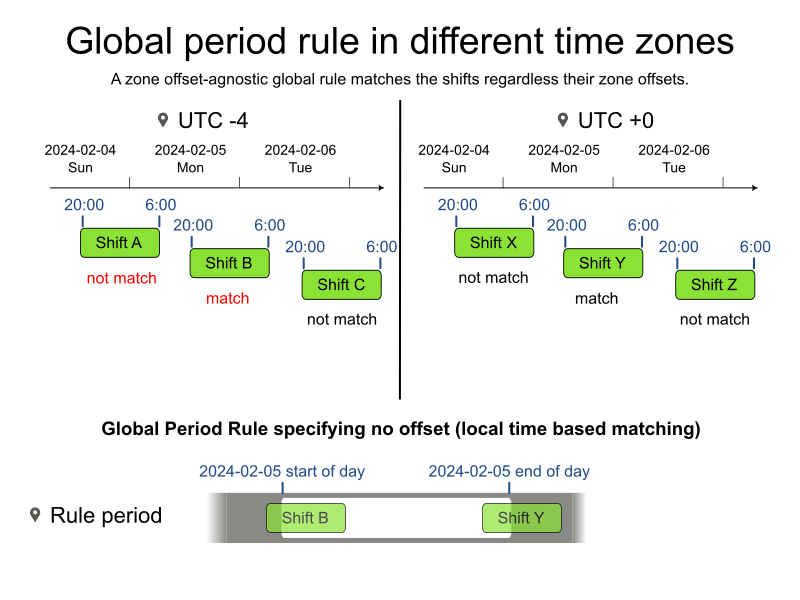 Global period rule in different time zones
A zone offset-agnostic global rule matches the shifts regardless their zone offsets.
UTC -4
2024-02-04 2024-02-05 2024-02-06
Sun Mon Tue
20:00 6:00
20:00 6:00
20:00 6:00
Shift A
Shift B
Shift C
not match
match
not match
UTC +0
2024-02-04 2024-02-05 2024-02-06
Sun Mon Tue
20:00 6:00
20:00 6:00
20:00 6:00
Shift X
Shift Y
Shift Z
not match
match
not match
Global Period Rule specifying no offset (local time based matching)
2024-02-05 start of day 2024-02-05 end of day
Rule period Shift B Shift Y